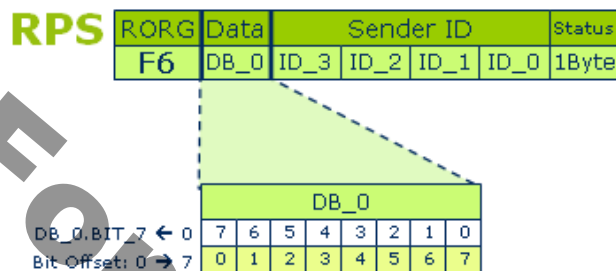 RPS RORG Data Sender ID Status
F6 DB_0 ID_3 ID_2 ID_1 ID_0 1Byte
DB_0
DB_0.BIT_7 ← 0 7 6 5 4 3 2 1 0
Bit Offset: 0 → 7 0 1 2 3 4 5 6 7
For